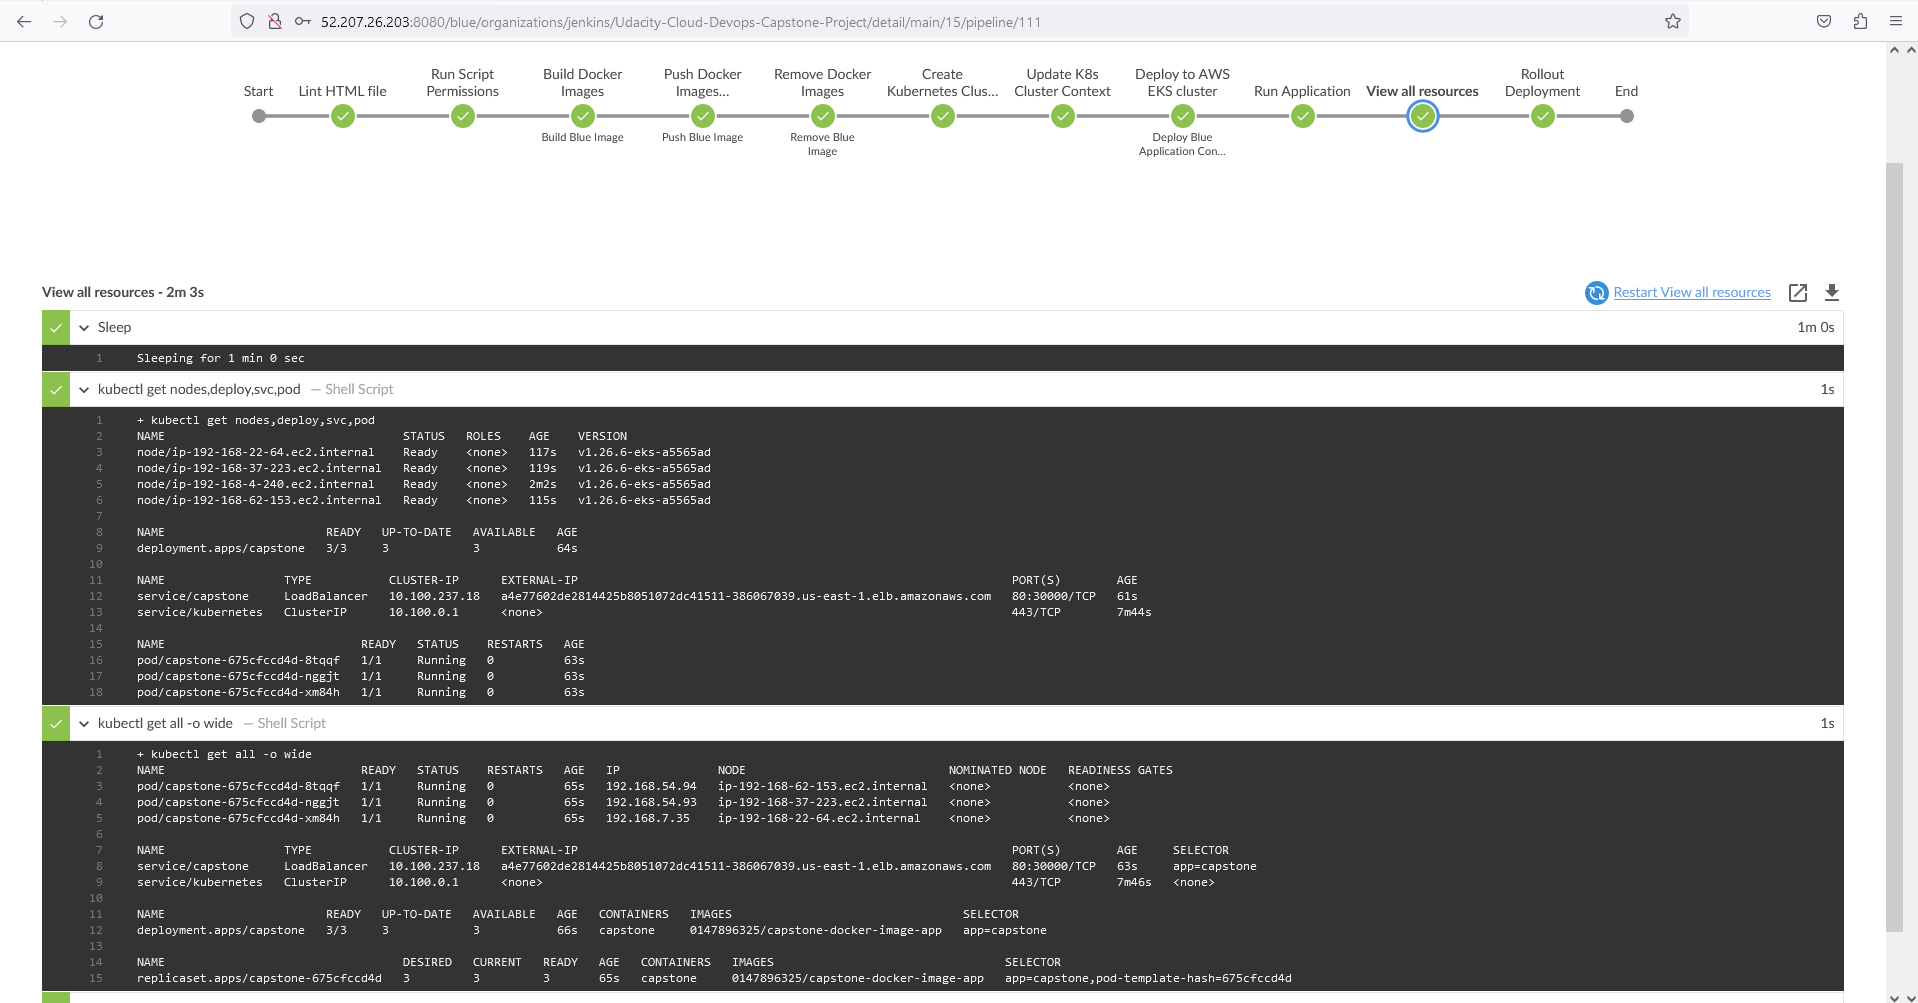 52.207.26.203:8080/blue/organizations/jenkins/Udacity-Cloud-Devops-Capstone-Project/detail/main/15/pipeline/111
Start
Lint HTML file
Run Script
Permissions
Build Docker
Images
Build Blue Image
Push Docker
Images...
Push Blue Image
Remove Docker
Images
Remove Blue
Image
Create
Kubernetes Clus...
Update K8s
Cluster Context
Deploy to AWS
EKS cluster
Deploy Blue
Application Con...
Run Application
View all resources
Rollout
Deployment
End
View all resources - 2m 3s
Restart View all resources
Sleep 1m 0s
1 Sleeping for 1 min 0 sec
kubectl get nodes,deploy,svc,pod — Shell Script 1s
1 + kubectl get nodes,deploy,svc,pod
2 NAME STATUS ROLES AGE VERSION
3 node/ip-192-168-22-64.ec2.internal Ready <none> 117s v1.26.6-eks-a5565ad
4 node/ip-192-168-37-223.ec2.internal Ready <none> 119s v1.26.6-eks-a5565ad
5 node/ip-192-168-4-240.ec2.internal Ready <none> 2m2s v1.26.6-eks-a5565ad
6 node/ip-192-168-62-153.ec2.internal Ready <none> 115s v1.26.6-eks-a5565ad
7
8 NAME READY UP-TO-DATE AVAILABLE AGE
9 deployment.apps/capstone 3/3 3 3 64s
10
11 NAME TYPE CLUSTER-IP EXTERNAL-IP PORT(S) AGE
12 service/capstone LoadBalancer 10.100.237.18 a4e77602de2814425b8051072dc41511-386067039.us-east-1.elb.amazonaws.com 80:30000/TCP 61s
13 service/kubernetes ClusterIP 10.100.0.1 <none> 443/TCP 7m44s
14
15 NAME READY STATUS RESTARTS AGE
16 pod/capstone-675cfccd4d-8tqqf 1/1 Running 0 63s
17 pod/capstone-675cfccd4d-nggjt 1/1 Running 0 63s
18 pod/capstone-675cfccd4d-xm84h 1/1 Running 0 63s
kubectl get all -o wide — Shell Script 1s
1 + kubectl get all -o wide
2 NAME READY STATUS RESTARTS AGE IP NODE NOMINATED NODE READINESS GATES
3 pod/capstone-675cfccd4d-8tqqf 1/1 Running 0 65s 192.168.54.94 ip-192-168-62-153.ec2.internal <none> <none>
4 pod/capstone-675cfccd4d-nggjt 1/1 Running 0 65s 192.168.54.93 ip-192-168-37-223.ec2.internal <none> <none>
5 pod/capstone-675cfccd4d-xm84h 1/1 Running 0 65s 192.168.7.35 ip-192-168-22-64.ec2.internal <none> <none>
6
7 NAME TYPE CLUSTER-IP EXTERNAL-IP PORT(S) AGE SELECTOR
8 service/capstone LoadBalancer 10.100.237.18 a4e77602de2814425b8051072dc41511-386067039.us-east-1.elb.amazonaws.com 80:30000/TCP 63s app=capstone
9 service/kubernetes ClusterIP 10.100.0.1 <none> 443/TCP 7m46s <none>
10
11 NAME READY UP-TO-DATE AVAILABLE AGE CONTAINERS IMAGES SELECTOR
12 deployment.apps/capstone 3/3 3 3 66s capstone 0147896325/capstone-docker-image-app app=capstone
13
14 NAME DESIRED CURRENT READY AGE CONTAINERS IMAGES SELECTOR
15 replicaset.apps/capstone-675cfccd4d 3 3 3 65s capstone 0147896325/capstone-docker-image-app app=capstone,pod-template-hash=675cfccd4d